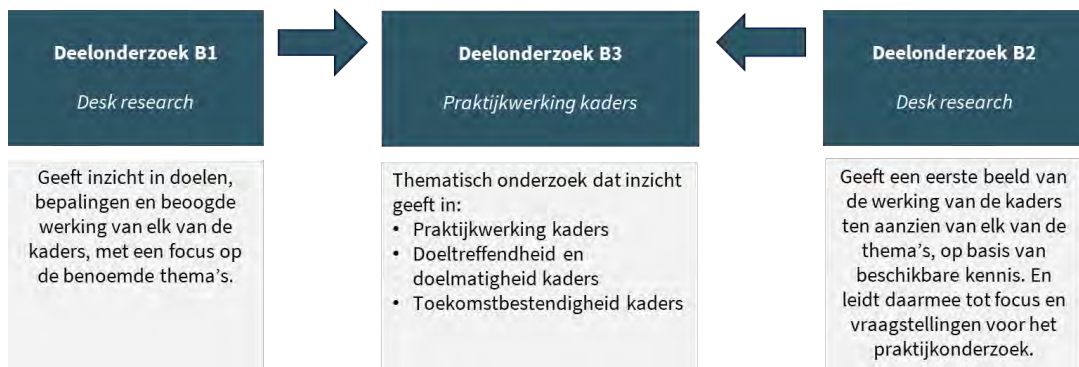 Deelonderzoek B1
Desk research
Geeft inzicht in doelen,
bepalingen en beoogde
werking van elk van de
kaders, met een focus op
de benoemde thema's.
Deelonderzoek B3
Praktijkwerking kaders
Thematisch onderzoek dat inzicht
geeft in:
• Praktijkwerking kaders
• Doeltreffendheid en
doelmatigheid kaders
• Toekomstbestendigheid kaders
Deelonderzoek B2
Desk research
Geeft een eerste beeld van
de werking van de kaders
ten aanzien van elk van de
thema's, op basis van
beschikbare kennis. En
leidt daarmee tot focus en
vraagstellingen voor het
praktijkonderzoek.